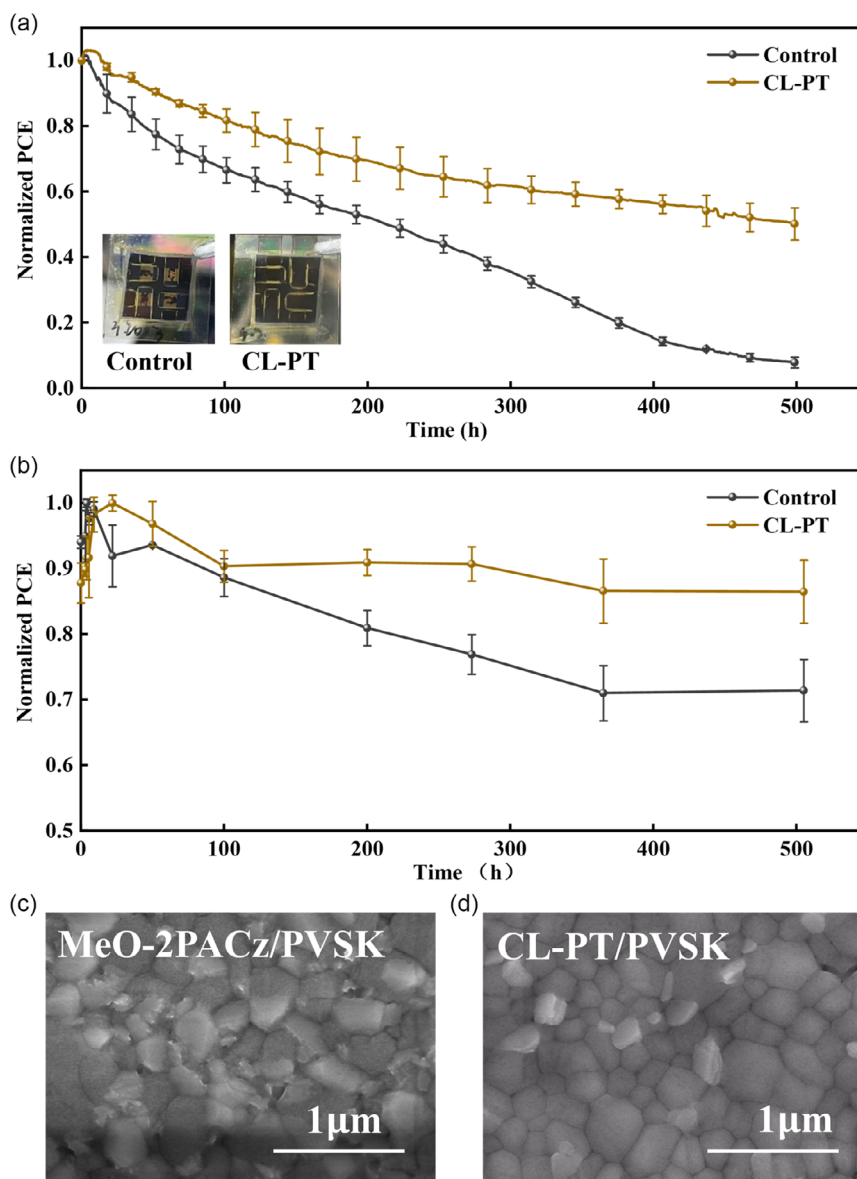 (a)
Normalized PCE
1.0
0.8
0.6
0.4
0.2
0.0
Control
CL-PT
Control
CL-PT
0
100
200
300
400
500
Time (h)
(b)
Normalized PCE
1.0
0.9
0.8
0.7
0.6
0.5
Control
CL-PT
0
100
200
300
400
500
Time（h）
(c)
MeO-2PACz/PVSK
1μm
(d)
CL-PT/PVSK
1μm